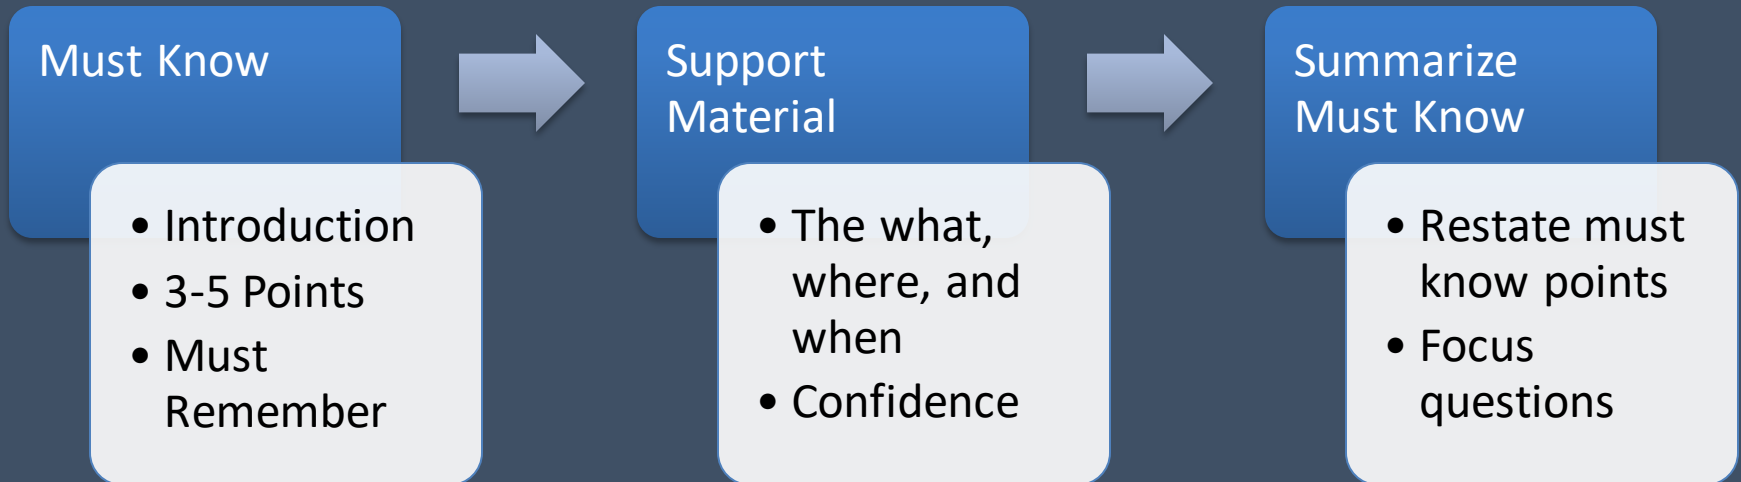 Must Know
• Introduction
• 3-5 Points
• Must
Remember
Support
Material
• The what,
where, and
when
• Confidence
Summarize
Must Know
• Restate must
know points
• Focus
questions